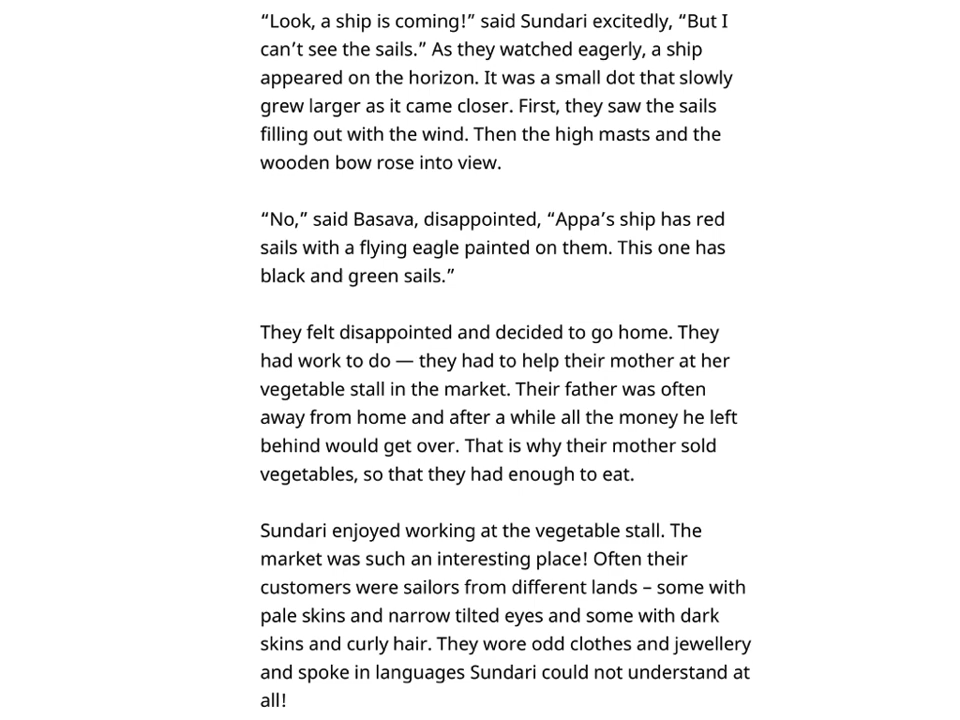 “Look, a ship is coming!” said Sundari excitedly, “But I
can’t see the sails.” As they watched eagerly, a ship
appeared on the horizon. It was a small dot that slowly
grew larger as it came closer. First, they saw the sails
filling out with the wind. Then the high masts and the
wooden bow rose into view.
“No,” said Basava, disappointed, “Appa’s ship has red
sails with a flying eagle painted on them. This one has
black and green sails.”
They felt disappointed and decided to go home. They
had work to do — they had to help their mother at her
vegetable stall in the market. Their father was often
away from home and after a while all the money he left
behind would get over. That is why their mother sold
vegetables, so that they had enough to eat.
Sundari enjoyed working at the vegetable stall. The
market was such an interesting place! Often their
customers were sailors from different lands – some with
pale skins and narrow tilted eyes and some with dark
skins and curly hair. They wore odd clothes and jewellery
and spoke in languages Sundari could not understand at
all!